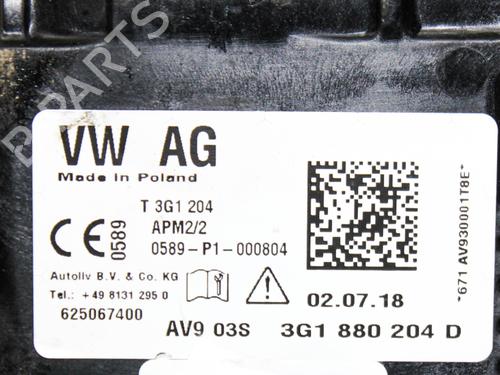 B PARTS
VW AG
Made in Poland
T 3G1 204
APM2/2
0589-P1-000804
CE 0589
Autoliv B.V. & Co. KG
Tel.: +49 8131 295 0
625067400
02.07.18
AV9 03S 3G1 880 204 D
*671 AV930001T8E*